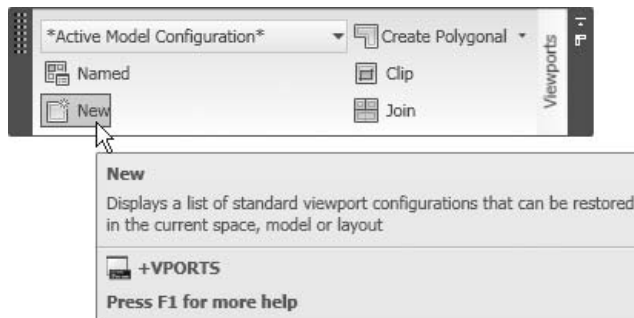 *Active Model Configuration*
Create Polygonal
Named
Clip
New
Join
Viewports
New
Displays a list of standard viewport configurations that can be restored
in the current space, model or layout
+VPORTS
Press F1 for more help